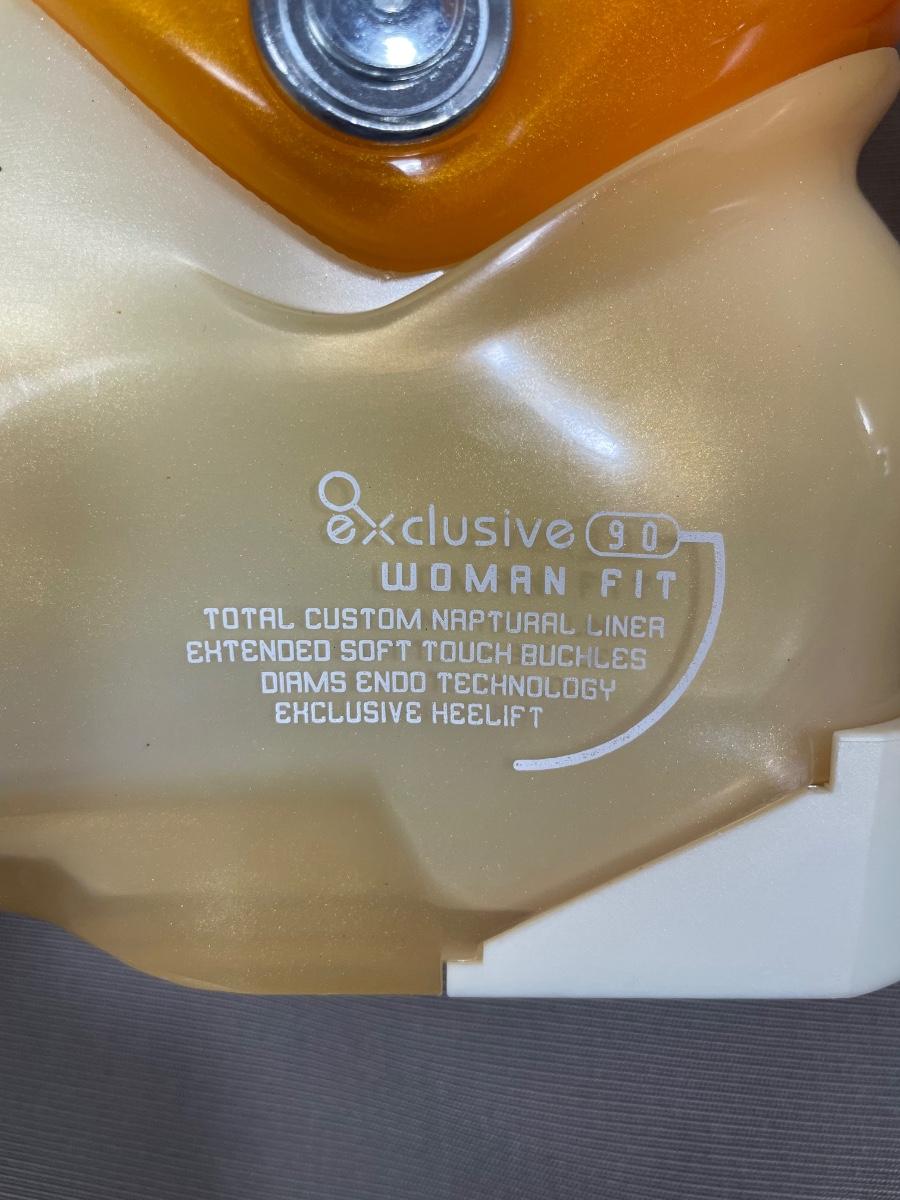 exclusive 90
WOMAN FIT
TOTAL CUSTOM NAPTURAL LINER
EXTENDED SOFT TOUCH BUCKLES
DIAMS ENDO TECHNOLOGY
EXCLUSIVE HEELIFT